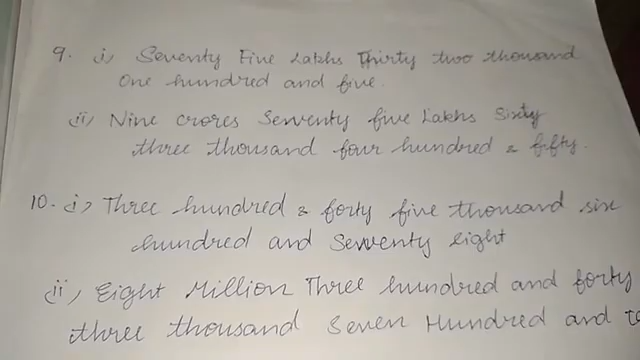 9. i, Seventy Five Lakhs Thirty two thousand
One hundred and five.
ii, Nine crores Seventy five Lakhs Sixty
three thousand four hundred & fifty.
10. i, Three hundred & forty five thousand six
hundred and Seventy eight
ii, Eight Million Three hundred and forty
three thousand Seven Hundred and